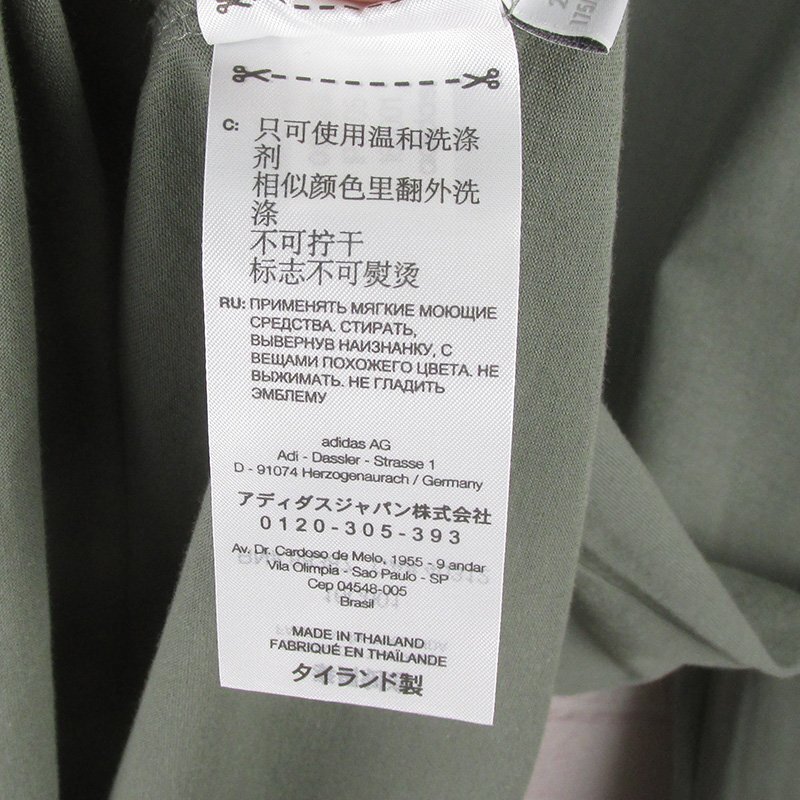 C: 只可使用温和洗涤
剂
相似颜色里翻外洗
涤
不可拧干
标志不可熨烫
RU: ПРИМЕНЯТЬ МЯГКИЕ МОЮЩИЕ
СРЕДСТВА. СТИРАТЬ,
ВЫВЕРНУВ НАИЗНАНКУ, С
ВЕЩАМИ ПОХОЖЕГО ЦВЕТА. НЕ
ВЫЖИМАТЬ. НЕ ГЛАДИТЬ
ЭМБЛЕМУ
adidas AG
Adi - Dassler - Strasse 1
D - 91074 Herzogenaurach / Germany
アディダスジャパン株式会社
0120-305-393
Av. Dr. Cardoso de Melo, 1955 - 9 andar
Vila Olimpia - Sao Paulo - SP
Cep 04548-005
Brasil
MADE IN THAILAND
FABRIQUÉ EN THAÏLANDE
タイランド製